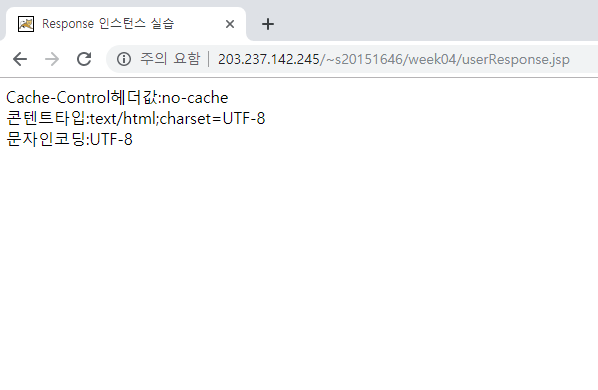 Response 인스턴스 실습
주의 요함 203.237.142.245/~s20151646/week04/userResponse.jsp
Cache-Control헤더값:no-cache
콘텐트타입:text/html;charset=UTF-8
문자인코딩:UTF-8